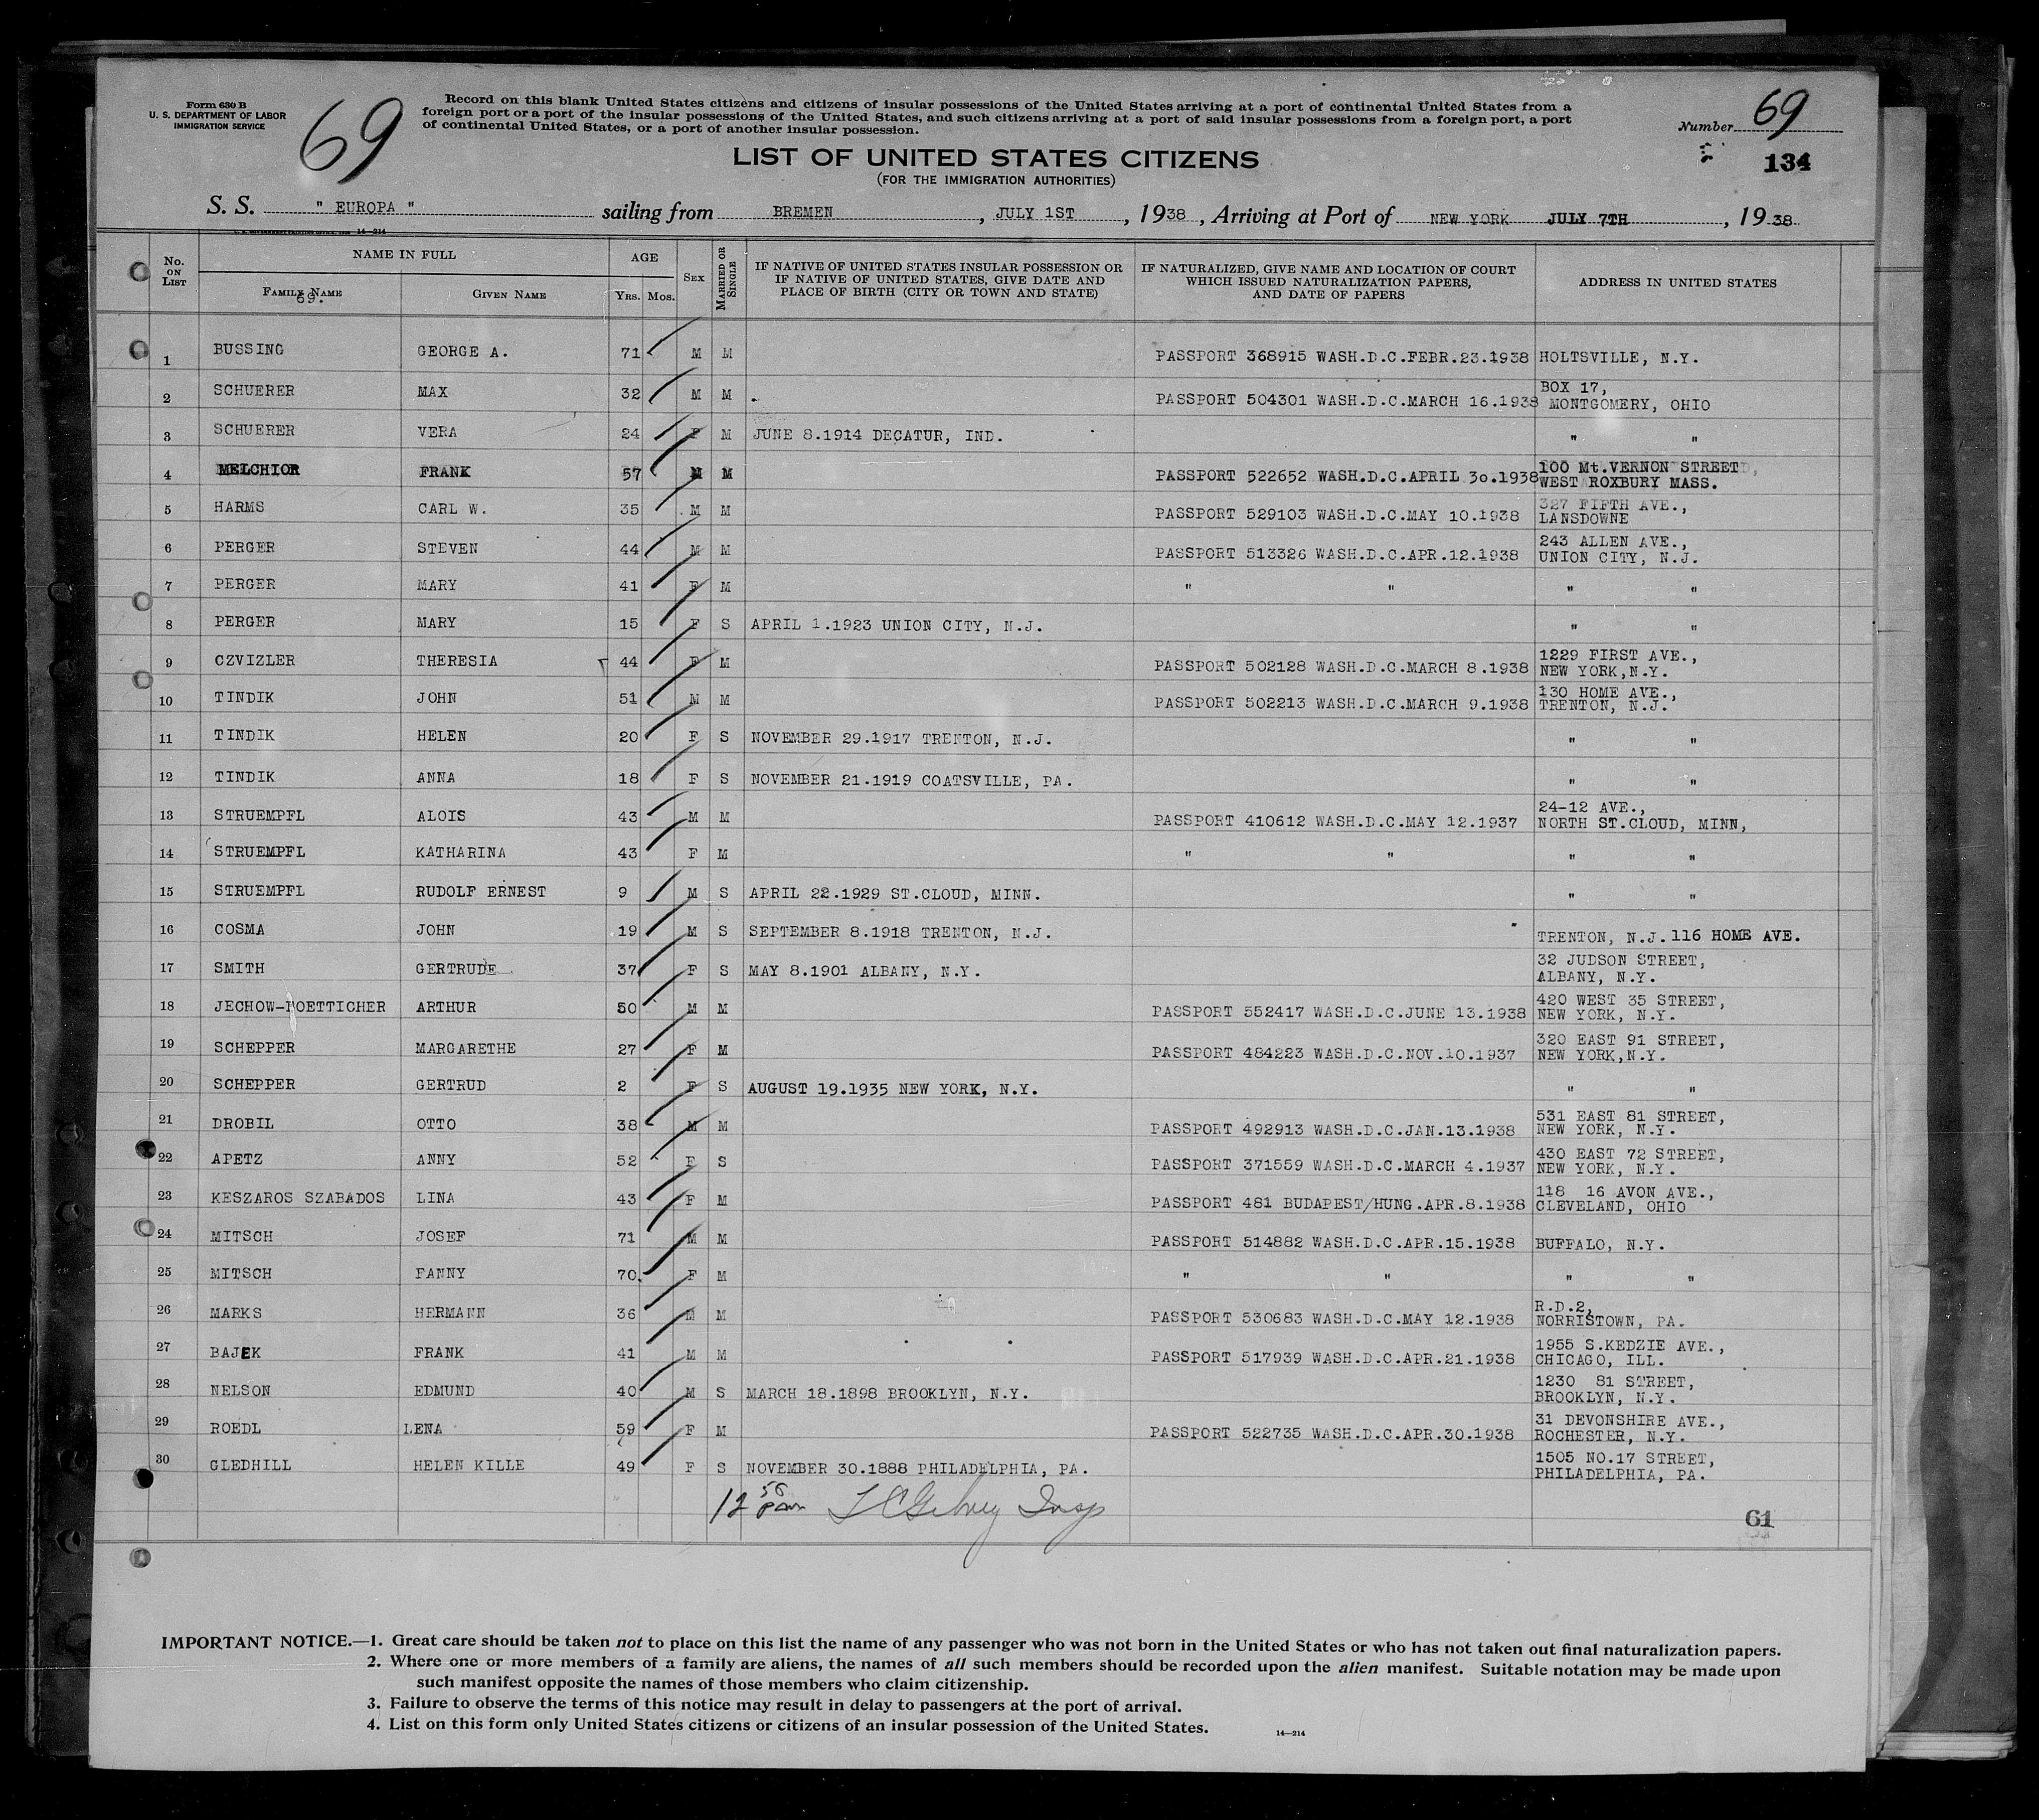 Form 630 B
U. S. DEPARTMENT OF LABOR
IMMIGRATION SERVICE
69
Record on this blank United States citizens and citizens of insular possessions of the United States arriving at a port of continental United States from a
foreign port or a port of the insular possessions of the United States, and such citizens arriving at a port of said insular possessions from a foreign port, a port
of continental United States, or a port of another insular possession.
Number 69
134
LIST OF UNITED STATES CITIZENS
(FOR THE IMMIGRATION AUTHORITIES)
S. S. " EUROPA " sailing from BREMEN , JULY 1ST , 1938 , Arriving at Port of NEW YORK JULY 7TH , 1938
14—214
No. ON LIST
NAME IN FULL
FAMILY NAME
69.
GIVEN NAME
AGE
YRS. MOS.
SEX
MARRIED OR SINGLE
IF NATIVE OF UNITED STATES INSULAR POSSESSION OR
IF NATIVE OF UNITED STATES, GIVE DATE AND
PLACE OF BIRTH (CITY OR TOWN AND STATE)
IF NATURALIZED, GIVE NAME AND LOCATION OF COURT
WHICH ISSUED NATURALIZATION PAPERS,
AND DATE OF PAPERS
ADDRESS IN UNITED STATES
1 BUSSING GEORGE A. 71 M M PASSPORT 368915 WASH.D.C.FEBR.23.1938 HOLTSVILLE, N.Y.
2 SCHUERER MAX 32 M M PASSPORT 504301 WASH.D.C.MARCH 16.1938 BOX 17,
MONTGOMERY, OHIO
3 SCHUERER VERA 24 F M JUNE 8.1914 DECATUR, IND. " "
4 MELCHIOR FRANK 57 M M PASSPORT 522652 WASH.D.C.APRIL 30.1938 100 Mt.VERNON STREET
WEST ROXBURY MASS.
5 HARMS CARL W. 35 M M PASSPORT 529103 WASH.D.C.MAY 10.1938 327 FIFTH AVE.,
LANSDOWNE
6 PERGER STEVEN 44 M M PASSPORT 513326 WASH.D.C.APR.12.1938 243 ALLEN AVE.,
UNION CITY, N.J.
7 PERGER MARY 41 F M " " " "
8 PERGER MARY 15 F S APRIL 1.1923 UNION CITY, N.J. " "
9 CZVIZLER THERESIA 44 F M PASSPORT 502128 WASH.D.C.MARCH 8.1938 1229 FIRST AVE.,
NEW YORK,N.Y.
10 TINDIK JOHN 51 M M PASSPORT 502213 WASH.D.C.MARCH 9.1938 130 HOME AVE.,
TRENTON, N.J.
11 TINDIK HELEN 20 F S NOVEMBER 29.1917 TRENTON, N.J. " "
12 TINDIK ANNA 18 F S NOVEMBER 21.1919 COATSVILLE, PA. " "
13 STRUEMPFL ALOIS 43 M M PASSPORT 410612 WASH.D.C.MAY 12.1937 24-12 AVE.,
NORTH ST.CLOUD, MINN,
14 STRUEMPFL KATHARINA 43 F M " " " "
15 STRUEMPFL RUDOLF ERNEST 9 M S APRIL 22.1929 ST.CLOUD, MINN. " "
16 COSMA JOHN 19 M S SEPTEMBER 8.1918 TRENTON, N.J. TRENTON, N.J. 116 HOME AVE.
17 SMITH GERTRUDE 37 F S MAY 8.1901 ALBANY, N.Y. 32 JUDSON STREET,
ALBANY, N.Y.
18 JECHOW-BOETTICHER ARTHUR 50 M M PASSPORT 552417 WASH.D.C.JUNE 13.1938 420 WEST 35 STREET,
NEW YORK, N.Y.
19 SCHEPPER MARGARETHE 27 F M PASSPORT 484223 WASH.D.C.NOV.10.1937 320 EAST 91 STREET,
NEW YORK,N.Y.
20 SCHEPPER GERTRUD 2 F S AUGUST 19.1935 NEW YORK, N.Y. " "
21 DROBIL OTTO 38 M M PASSPORT 492913 WASH.D.C.JAN.13.1938 531 EAST 81 STREET,
NEW YORK, N.Y.
22 APETZ ANNY 52 F S PASSPORT 371559 WASH.D.C.MARCH 4.1937 430 EAST 72 STREET,
NEW YORK, N.Y.
23 KESZAROS SZABADOS LINA 43 F M PASSPORT 481 BUDAPEST/HUNG.APR.8.1938 118 16 AVON AVE.,
CLEVELAND, OHIO
24 MITSCH JOSEF 71 M M PASSPORT 514882 WASH.D.C.APR.15.1938 BUFFALO, N.Y.
25 MITSCH FANNY 70 F M " " " "
26 MARKS HERMANN 36 M M PASSPORT 530683 WASH.D.C.MAY 12.1938 R.D.2,
NORRISTOWN, PA.
27 BAJEK FRANK 41 M M PASSPORT 517939 WASH.D.C.APR.21.1938 1955 S.KEDZIE AVE.,
CHICAGO, ILL.
28 NELSON EDMUND 40 M S MARCH 18.1898 BROOKLYN, N.Y. 1230 81 STREET,
BROOKLYN, N.Y.
29 ROEDL LENA 59 F M PASSPORT 522735 WASH.D.C.APR.30.1938 31 DEVONSHIRE AVE.,
ROCHESTER, N.Y.
30 GLEDHILL HELEN KILLE 49 F S NOVEMBER 30.1888 PHILADELPHIA, PA. 1505 NO.17 STREET,
PHILADELPHIA, PA.
12 50 pm Insp
61
IMPORTANT NOTICE.—1. Great care should be taken not to place on this list the name of any passenger who was not born in the United States or who has not taken out final naturalization papers.
2. Where one or more members of a family are aliens, the names of all such members should be recorded upon the alien manifest. Suitable notation may be made upon
such manifest opposite the names of those members who claim citizenship.
3. Failure to observe the terms of this notice may result in delay to passengers at the port of arrival.
4. List on this form only United States citizens or citizens of an insular possession of the United States.
14—214